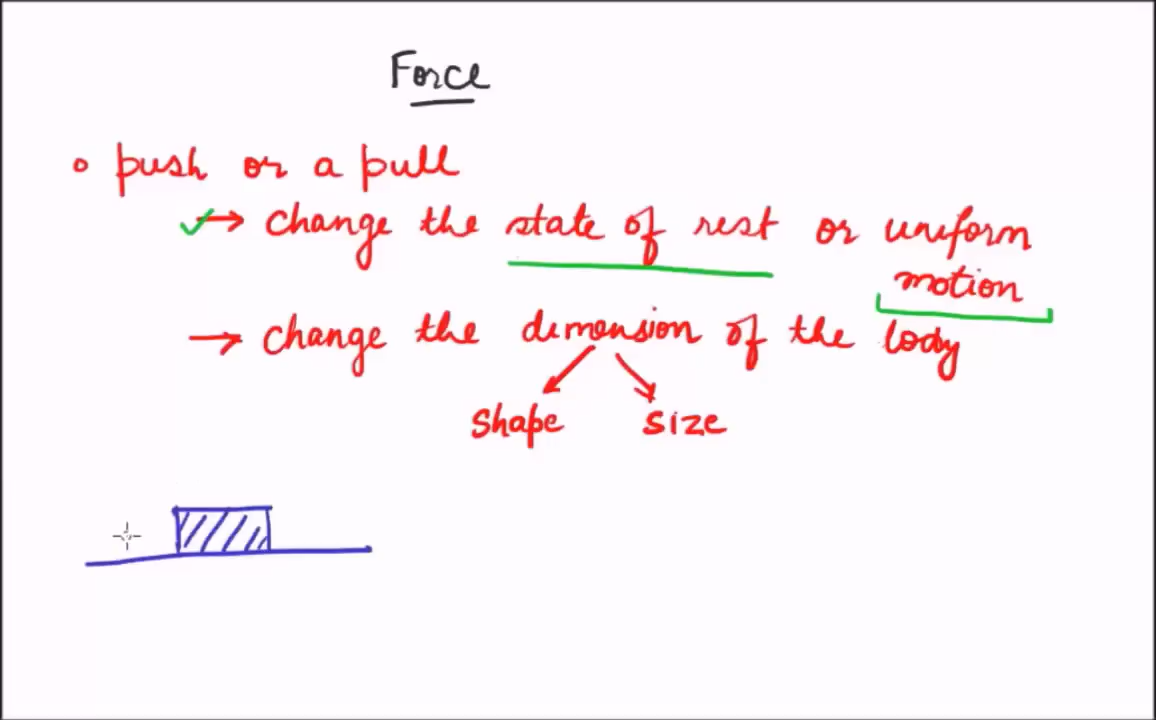 Force
push or a pull
→ change the state of rest or uniform
motion
→ change the dimension of the body
shape size